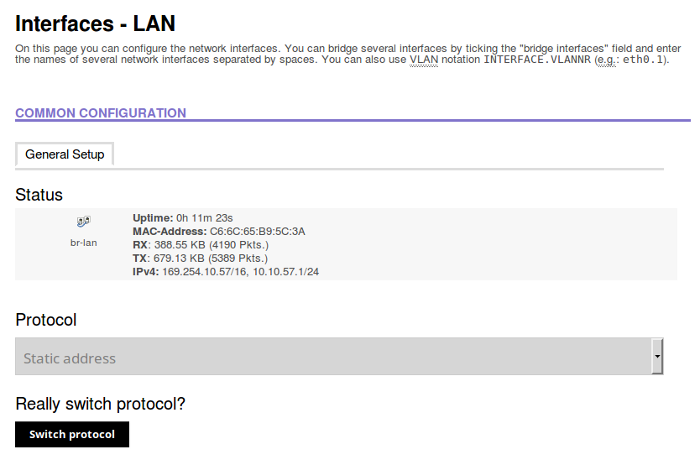 Interfaces - LAN
On this page you can configure the network interfaces. You can bridge several interfaces by ticking the "bridge interfaces" field and enter
the names of several network interfaces separated by spaces. You can also use VLAN notation INTERFACE.VLANNR (e.g.: eth0.1).
COMMON CONFIGURATION
General Setup
Status
br-lan
Uptime: 0h 11m 23s
MAC-Address: C6:6C:65:B9:5C:3A
RX: 388.55 KB (4190 Pkts.)
TX: 679.13 KB (5389 Pkts.)
IPv4: 169.254.10.57/16, 10.10.57.1/24
Protocol
Static address
Really switch protocol?
Switch protocol